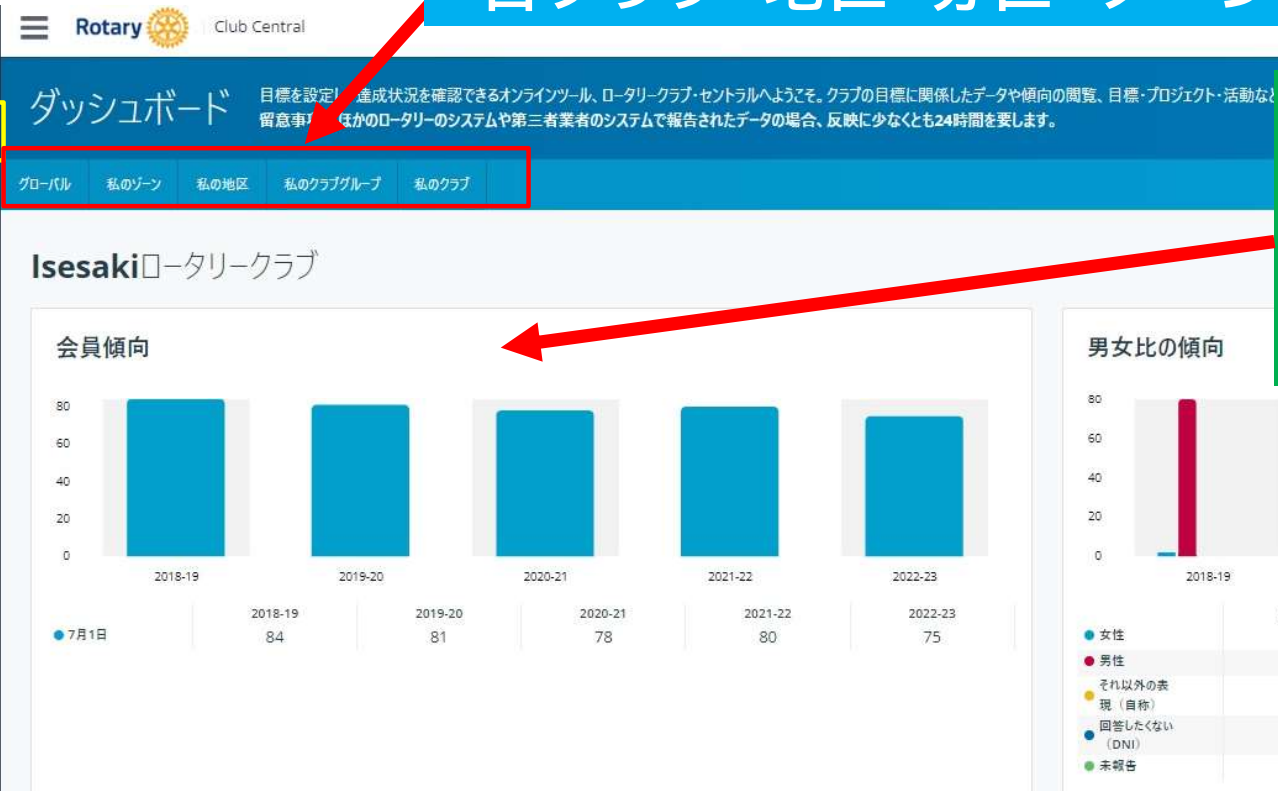 Rotary Club Central
ダッシュボード
目標を設定し 達成状況を確認できるオンラインツール、ロータリークラブ・セントラルへようこそ。クラブの目標に関係したデータや傾向の閲覧、目標・プロジェクト・活動など
留意事項 ほかのロータリーのシステムや第三者業者のシステムで報告されたデータの場合、反映に少なくとも24時間を要します。
グローバル 私のゾーン 私の地区 私のクラブグループ 私のクラブ
Isesakiロータリークラブ
会員傾向
80
60
40
20
0
2018-19 2019-20 2020-21 2021-22 2022-23
2018-19 2019-20 2020-21 2021-22 2022-23
7月1日 84 81 78 80 75
男女比の傾向
80
60
40
20
0
2018-19
女性
男性
それ以外の表
現（自称）
回答したくない
（DNI）
未報告